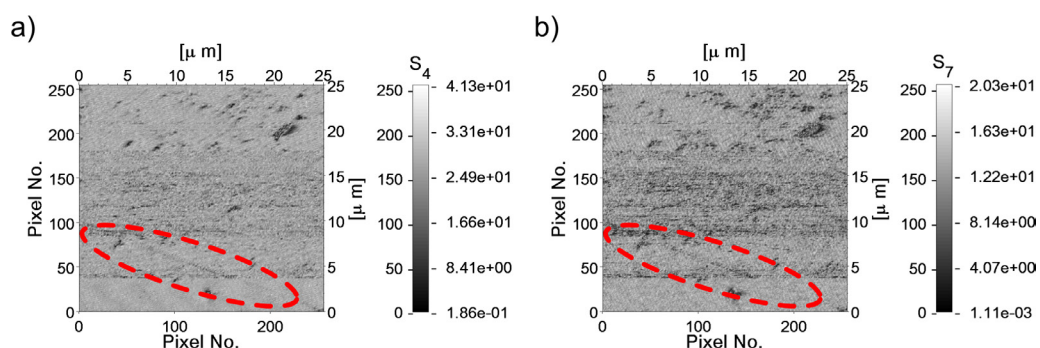 a)
[μ m]
0 5 10 15 20 25
S4
250 200 150 100 50 0
Pixel No.
25 20 15 10 5 0
[μ m]
250 200 150 100 50 0
4.13e+01
3.31e+01
2.49e+01
1.66e+01
8.41e+00
1.86e-01
0 100 200
Pixel No.
b)
[μ m]
0 5 10 15 20 25
S7
250 200 150 100 50 0
Pixel No.
25 20 15 10 5 0
[μ m]
250 200 150 100 50 0
2.03e+01
1.63e+01
1.22e+01
8.14e+00
4.07e+00
1.11e-03
0 100 200
Pixel No.